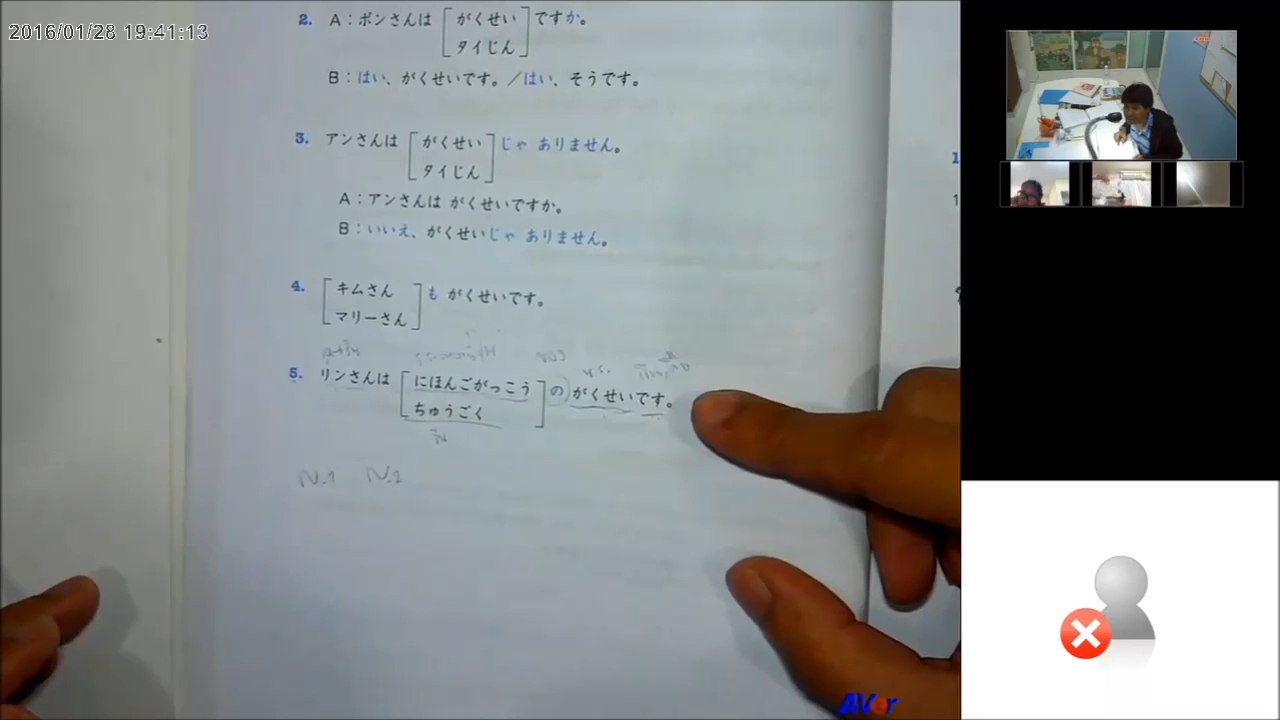 2016/01/28 19:41:13
2. A：ポンさんは [がくせい] ですか。
[タイじん]
B：はい、がくせいです。／はい、そうです。
3. アンさんは [がくせい] じゃ ありません。
[タイじん]
A：アンさんは がくせいですか。
B：いいえ、がくせいじゃ ありません。
4. [キムさん] も がくせいです。
[マリーさん]
5. リンさんは [にほんごがっこう] の がくせいです。
[ちゅうごく]
N.1 N.2
AVer